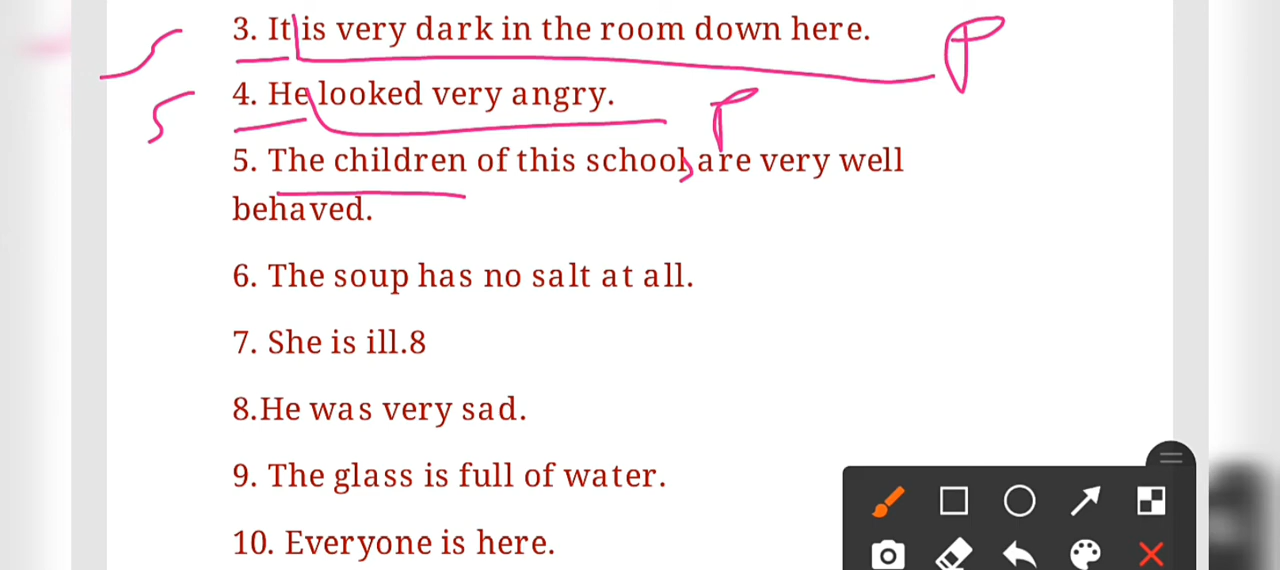 3. It is very dark in the room down here.
4. He looked very angry.
5. The children of this school are very well
behaved.
6. The soup has no salt at all.
7. She is ill.8
8.He was very sad.
9. The glass is full of water.
10. Everyone is here.
S
P
S
P